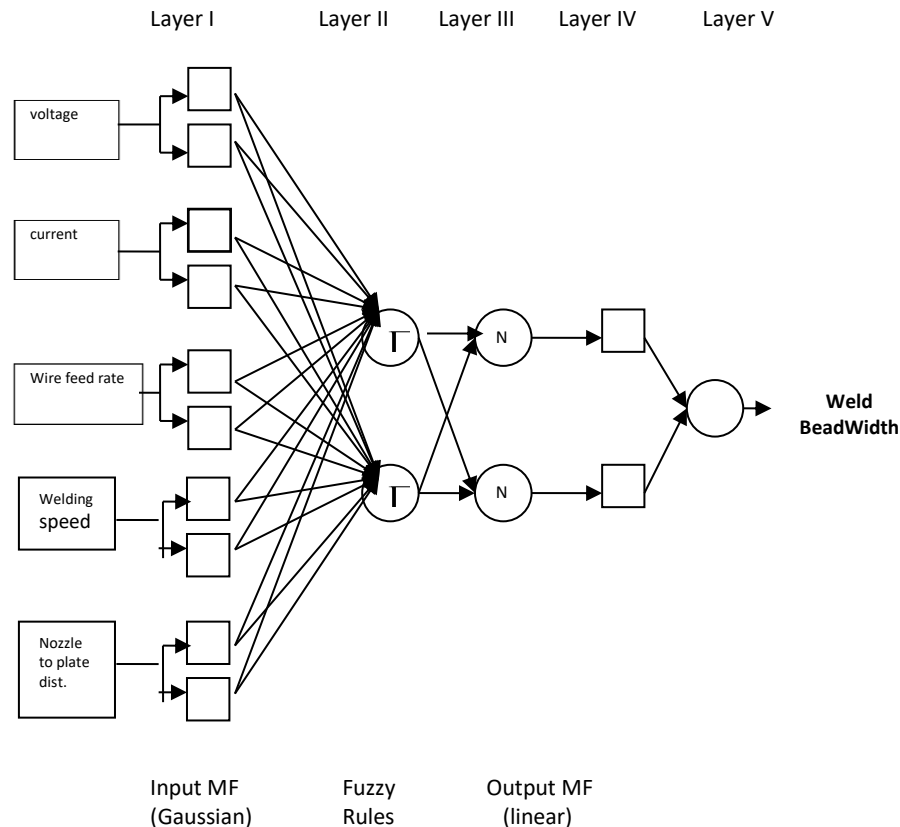 Layer I Layer II Layer III Layer IV Layer V
voltage
current
Wire feed rate
Welding
speed
Nozzle
to plate
dist.
N
N
Weld
BeadWidth
Input MF Fuzzy Output MF
(Gaussian) Rules (linear)